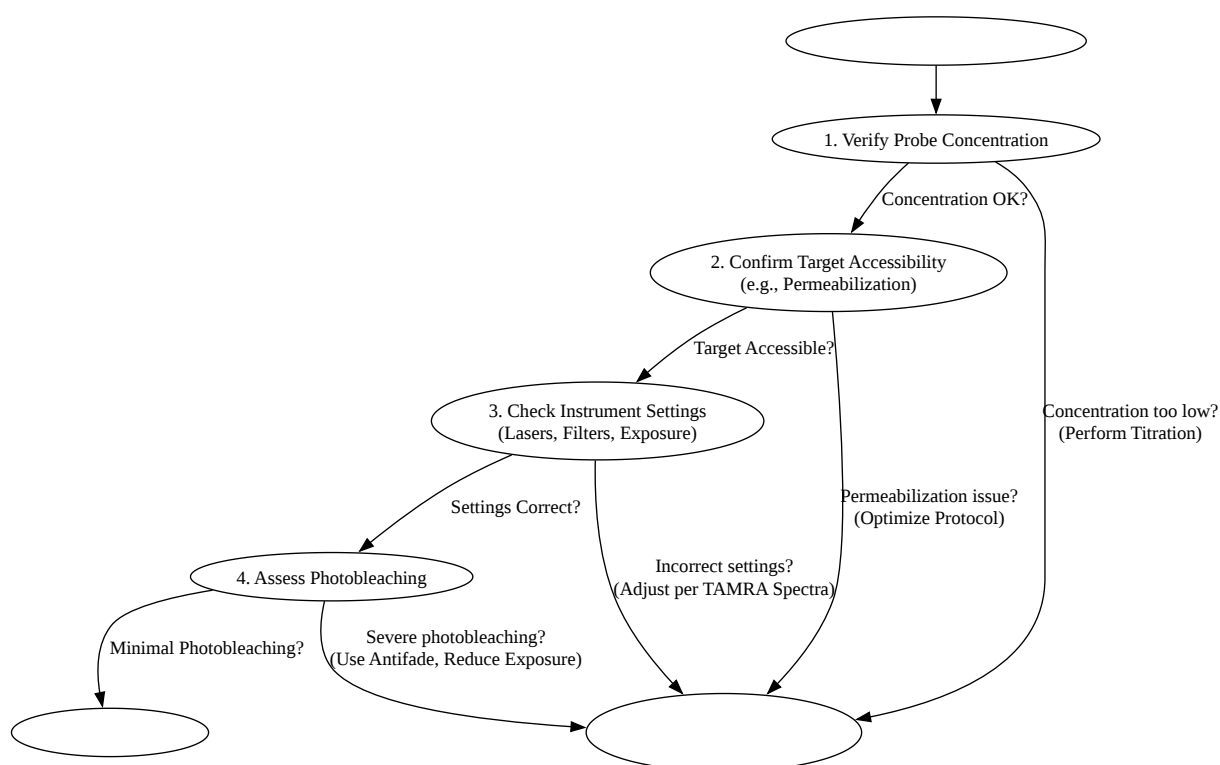 1. Verify Probe Concentration
Concentration OK?
2. Confirm Target Accessibility
(e.g., Permeabilization)
Target Accessible?
3. Check Instrument Settings
(Lasers, Filters, Exposure)
Concentration too low?
(Perform Titration)
Settings Correct?
Permeabilization issue?
(Optimize Protocol)
Incorrect settings?
(Adjust per TAMRA Spectra)
4. Assess Photobleaching
Minimal Photobleaching?
Severe photobleaching?
(Use Antifade, Reduce Exposure)